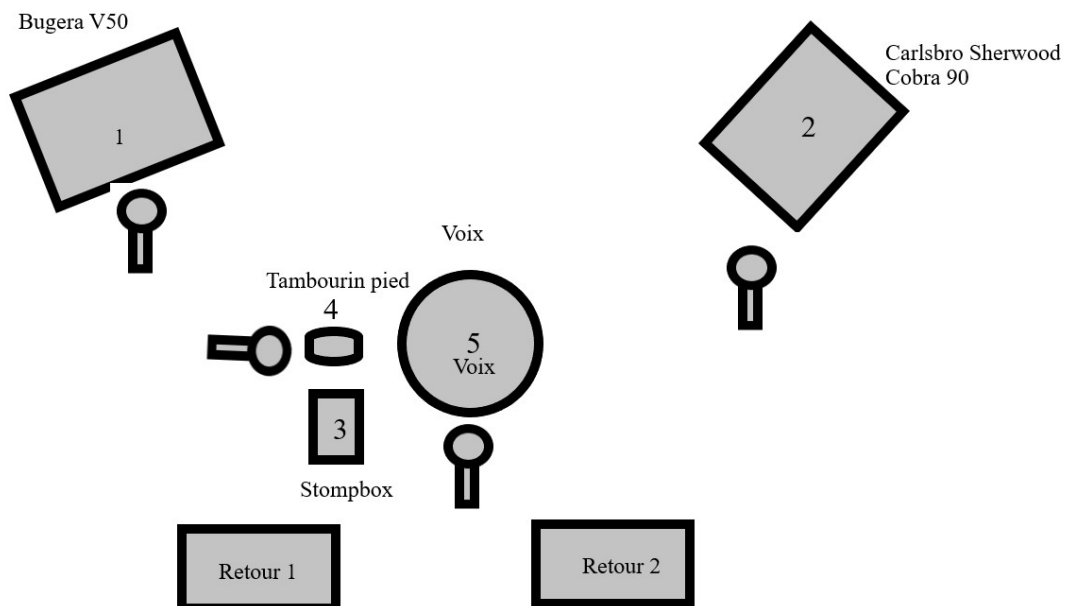 Bugera V50
1
Carlsbro Sherwood
Cobra 90
2
Voix
Tambourin pied
4
5
Voix
3
Stompbox
Retour 1
Retour 2